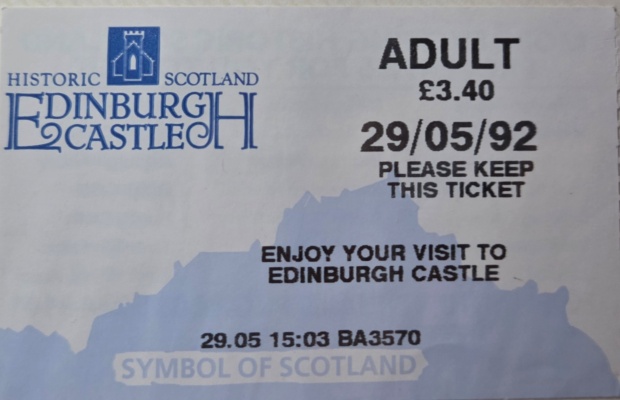 HISTORIC SCOTLAND
EDINBURGH
CASTLE
ADULT
£3.40
29/05/92
PLEASE KEEP
THIS TICKET
ENJOY YOUR VISIT TO
EDINBURGH CASTLE
29.05 15:03 BA3570
SYMBOL OF SCOTLAND